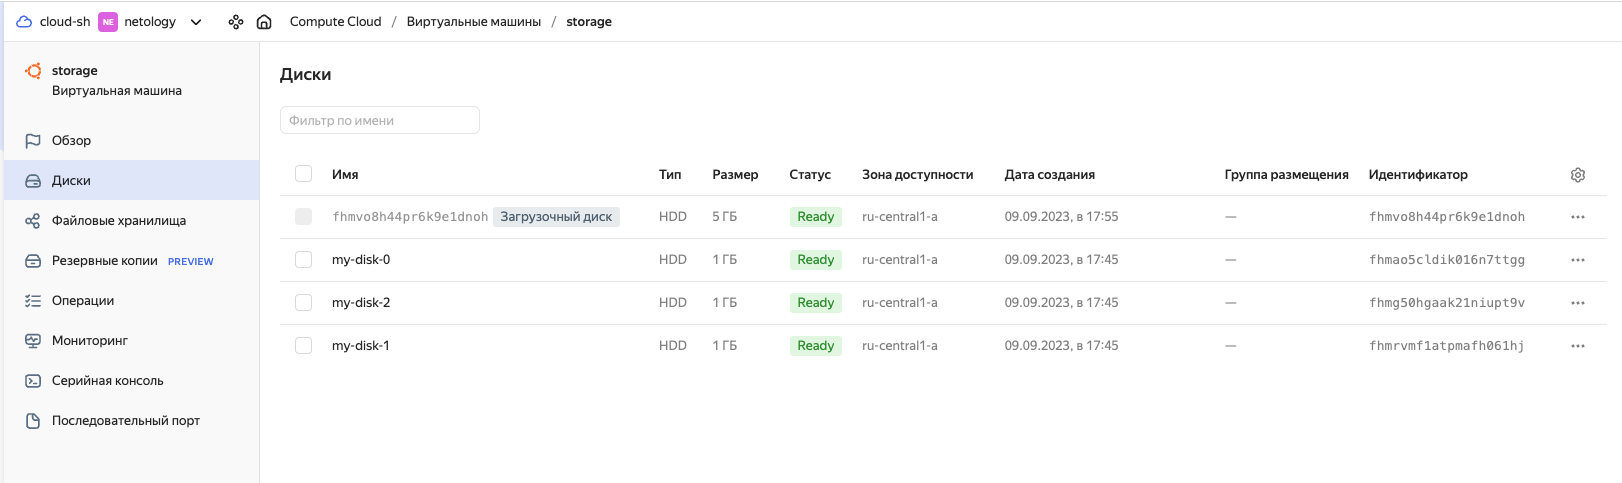 cloud-sh NE netology Compute Cloud / Виртуальные машины / storage
storage
Виртуальная машина
Обзор
Диски
Файловые хранилища
Резервные копии PREVIEW
Операции
Мониторинг
Серийная консоль
Последовательный порт
Диски
Фильтр по имени
Имя Тип Размер Статус Зона доступности Дата создания Группа размещения Идентификатор
fhmvo8h44pr6k9e1dnoh Загрузочный диск HDD 5 ГБ Ready ru-central1-a 09.09.2023, в 17:55 — fhmvo8h44pr6k9e1dnoh
my-disk-0 HDD 1 ГБ Ready ru-central1-a 09.09.2023, в 17:45 — fhmao5cldik016n7ttgg
my-disk-2 HDD 1 ГБ Ready ru-central1-a 09.09.2023, в 17:45 — fhmg50hgaak21niupt9v
my-disk-1 HDD 1 ГБ Ready ru-central1-a 09.09.2023, в 17:45 — fhmrvmf1atpmafh061hj